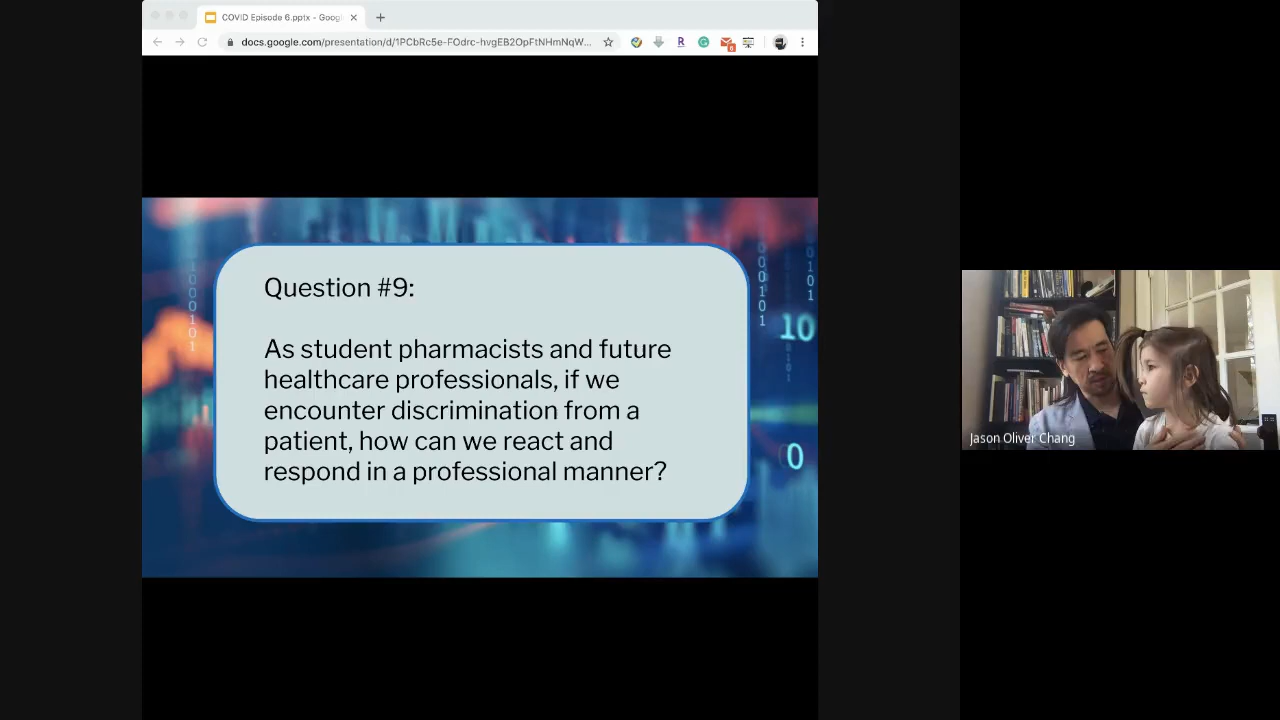 COVID Episode 6.pptx - Googl
docs.google.com/presentation/d/1PCbRc5e-FOdrc-hvgEB2OpFtNHmNqW...
Question #9:
As student pharmacists and future
healthcare professionals, if we
encounter discrimination from a
patient, how can we react and
respond in a professional manner?
10
0
Jason Oliver Chang